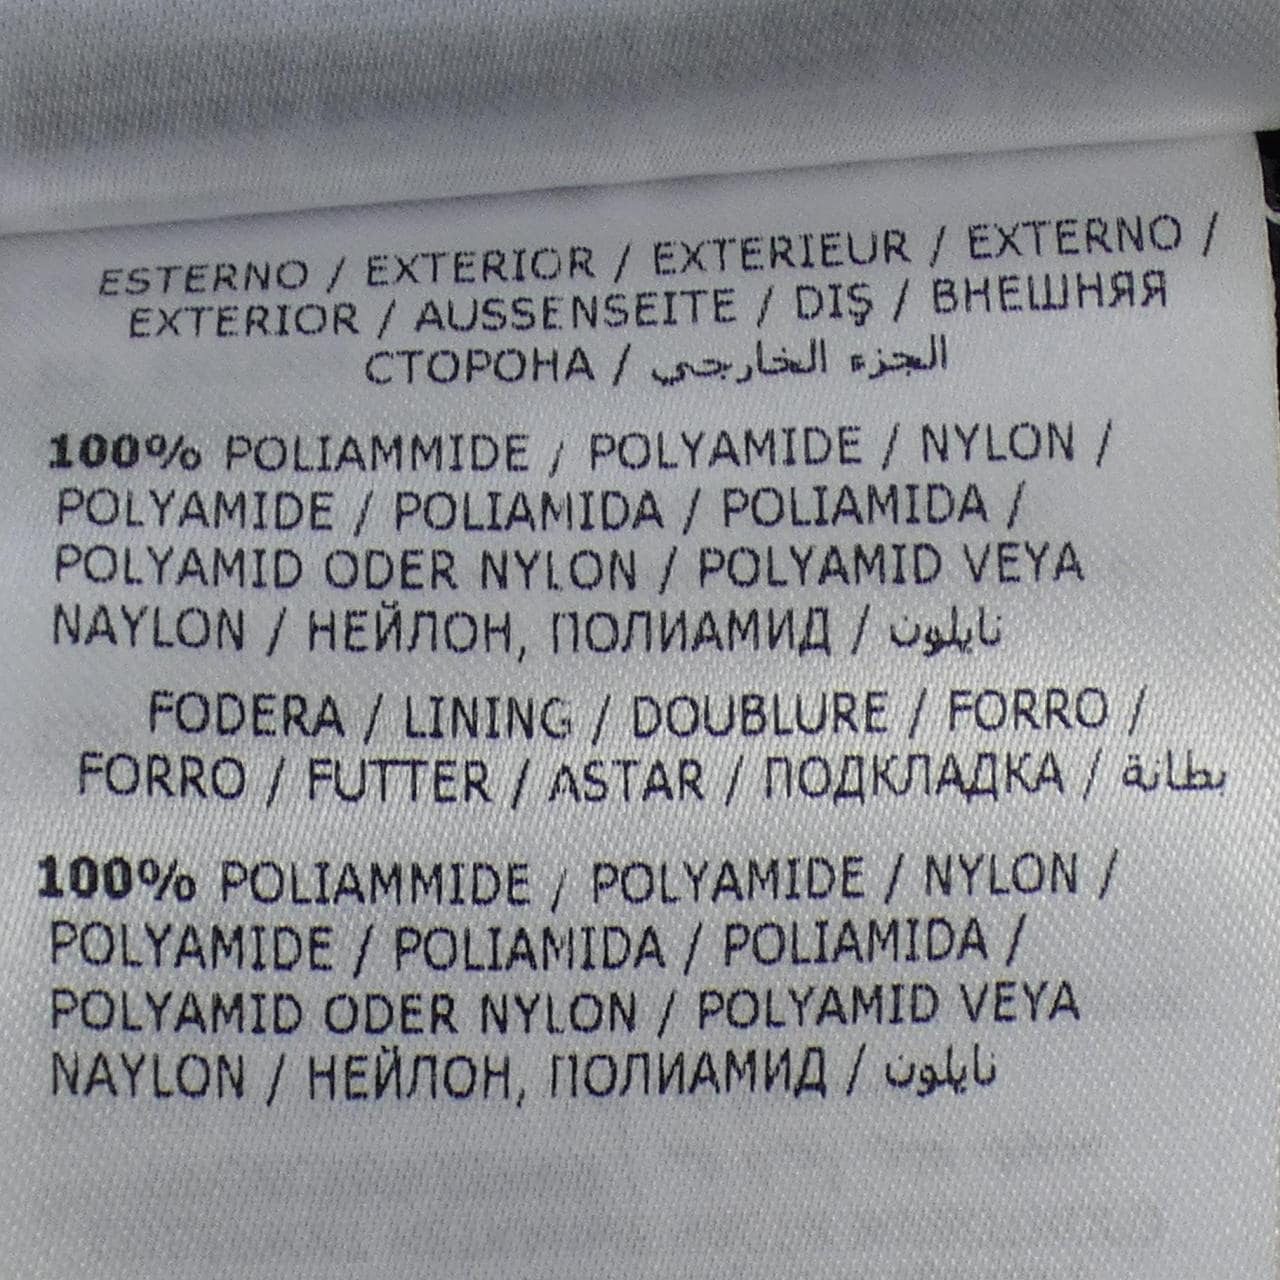 ESTERNO / EXTERIOR / EXTERIEUR / EXTERNO /
EXTERIOR / AUSSENSEITE / DIŞ / ВНЕШНЯЯ
СТОРОНА / الجزء الخارجي
100% POLIAMMIDE / POLYAMIDE / NYLON /
POLYAMIDE / POLIAMIDA / POLIAMIDA /
POLYAMID ODER NYLON / POLYAMID VEYA
NAYLON / НЕЙЛОН, ПОЛИАМИД / نايلون
FODERA / LINING / DOUBLURE / FORRO /
FORRO / FUTTER / ASTAR / ПОДКЛАДКА / بطانة
100% POLIAMMIDE / POLYAMIDE / NYLON /
POLYAMIDE / POLIAMIDA / POLIAMIDA /
POLYAMID ODER NYLON / POLYAMID VEYA
NAYLON / НЕЙЛОН, ПОЛИАМИД / نايلون